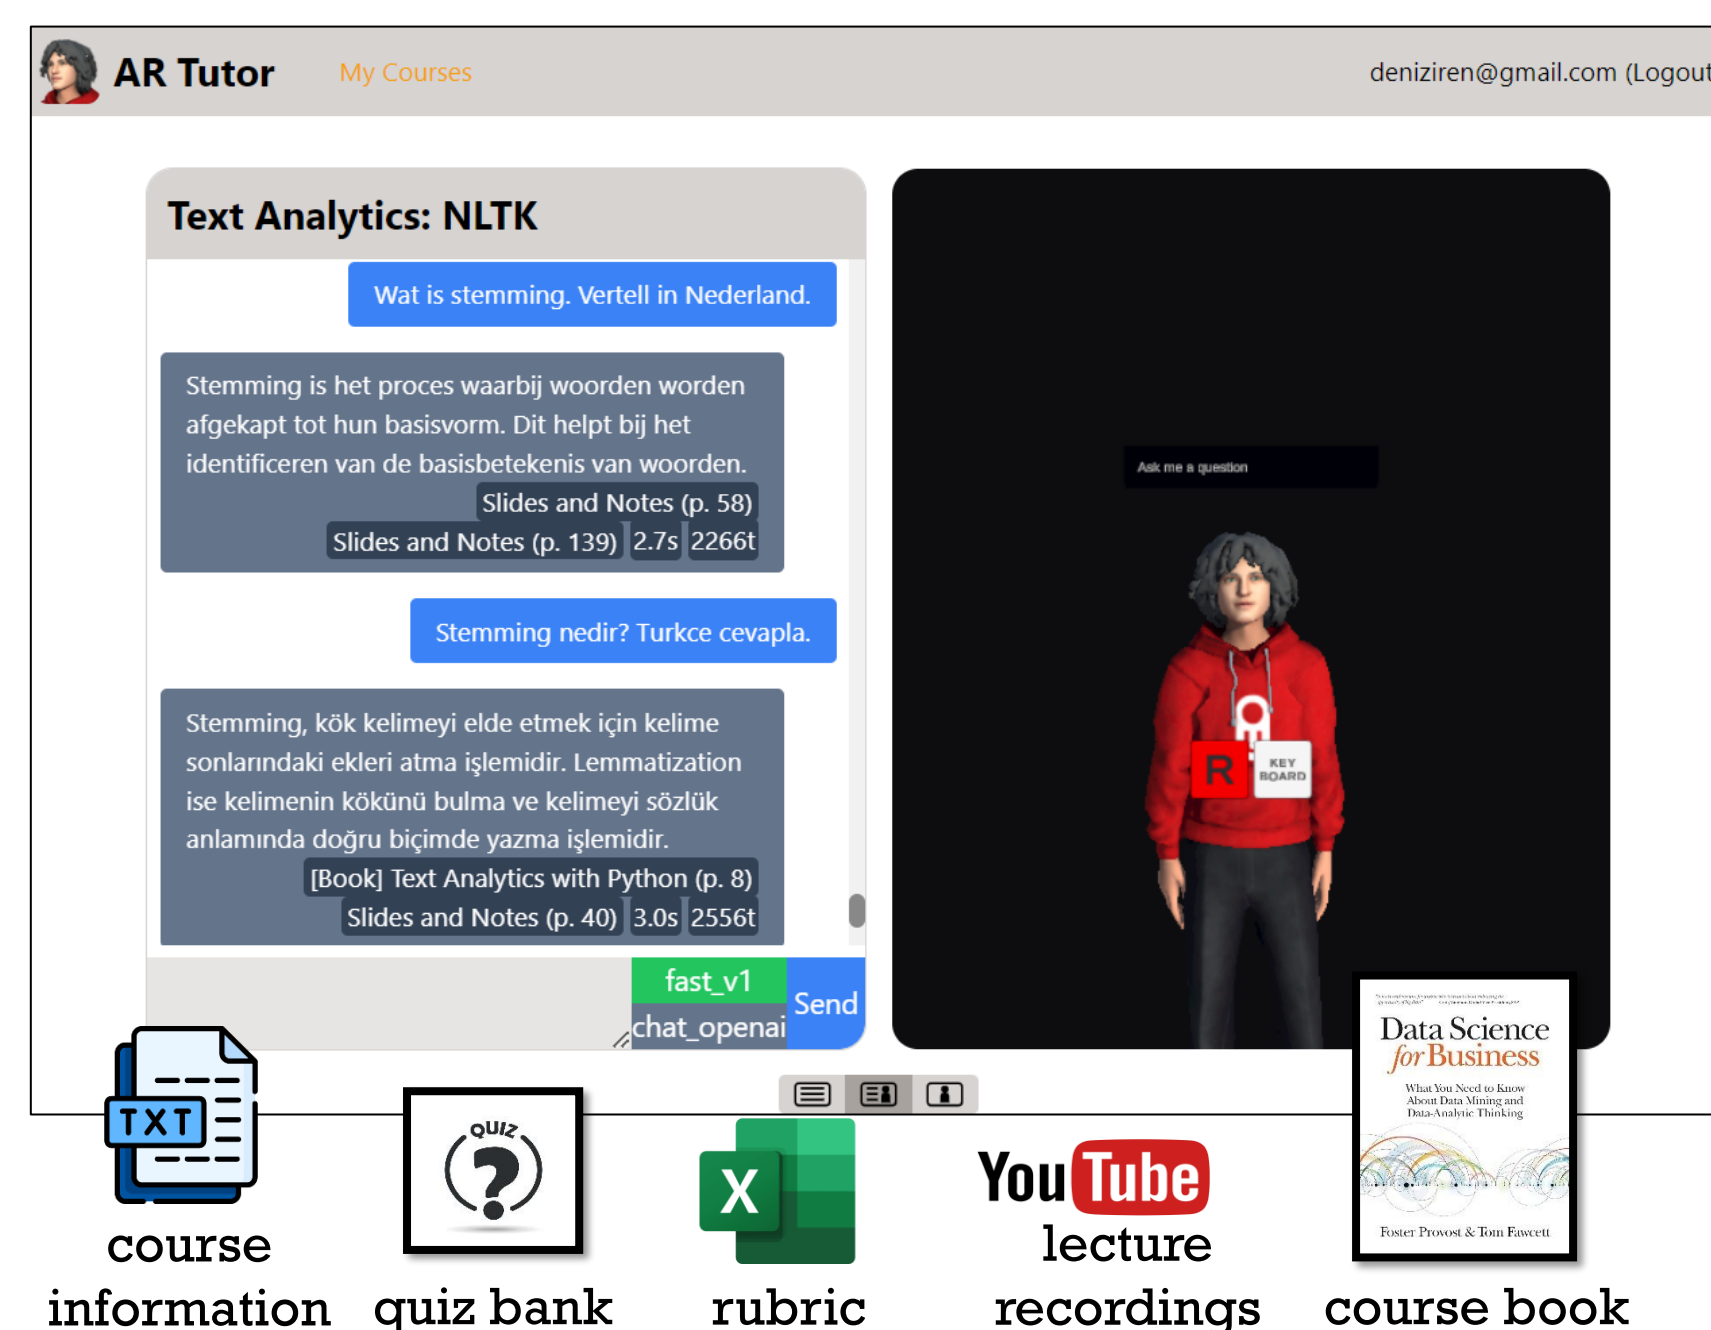 AR Tutor
My Courses
deniziren@gmail.com (Logout
Text Analytics: NLTK
Wat is stemming. Vertell in Nederland.
Stemming is het proces waarbij woorden worden
afgekapt tot hun basisvorm. Dit helpt bij het
identificeren van de basisbetekenis van woorden.
Slides and Notes (p. 58)
Slides and Notes (p. 139) 2.7s 2266t
Stemming nedir? Turkce cevapla.
Stemming, kök kelimeyi elde etmek için kelime
sonlarındaki ekleri atma işlemidir. Lemmatization
ise kelimenin kökünü bulma ve kelimeyi sözlük
anlamında doğru biçimde yazma işlemidir.
[Book] Text Analytics with Python (p. 8)
Slides and Notes (p. 40) 3.0s 2556t
fast_v1
chat_openai
Send
Ask me a question
R
KEY
BOARD
TXT
course
information
QUIZ
?
quiz bank
X
rubric
YouTube
lecture
recordings
Data Science
for Business
What You Need to Know
About Data Mining and
Data-Analytic Thinking
Foster Provost & Tom Fawcett
course book